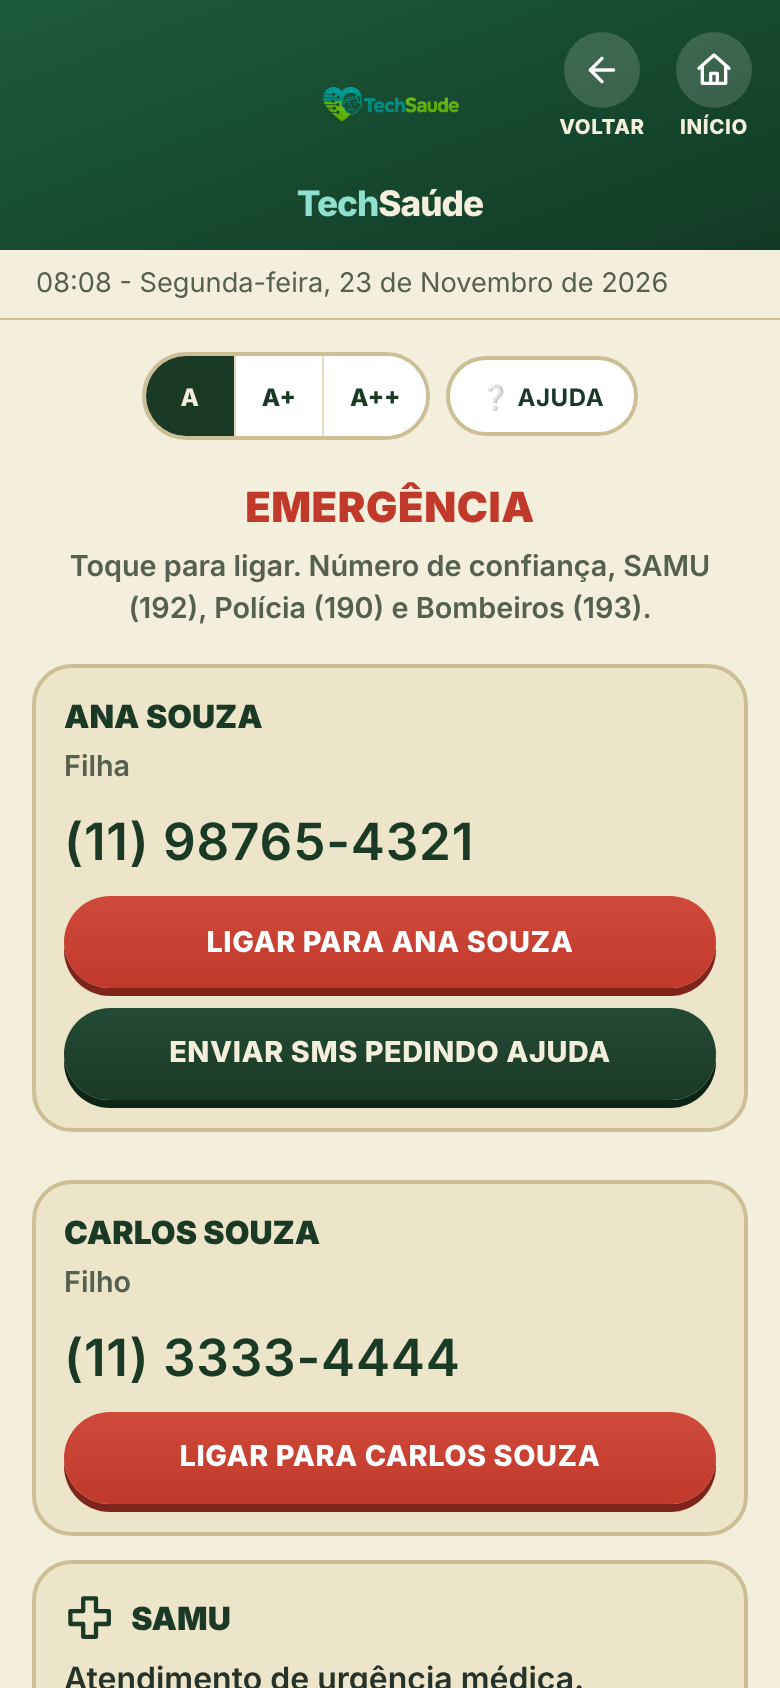 TechSaude
VOLTAR
INÍCIO
TechSaúde
08:08 - Segunda-feira, 23 de Novembro de 2026
A
A+
A++
❔ AJUDA
EMERGÊNCIA
Toque para ligar. Número de confiança, SAMU
(192), Polícia (190) e Bombeiros (193).
ANA SOUZA
Filha
(11) 98765-4321
LIGAR PARA ANA SOUZA
ENVIAR SMS PEDINDO AJUDA
CARLOS SOUZA
Filho
(11) 3333-4444
LIGAR PARA CARLOS SOUZA
SAMU
Atendimento de urgência médica.